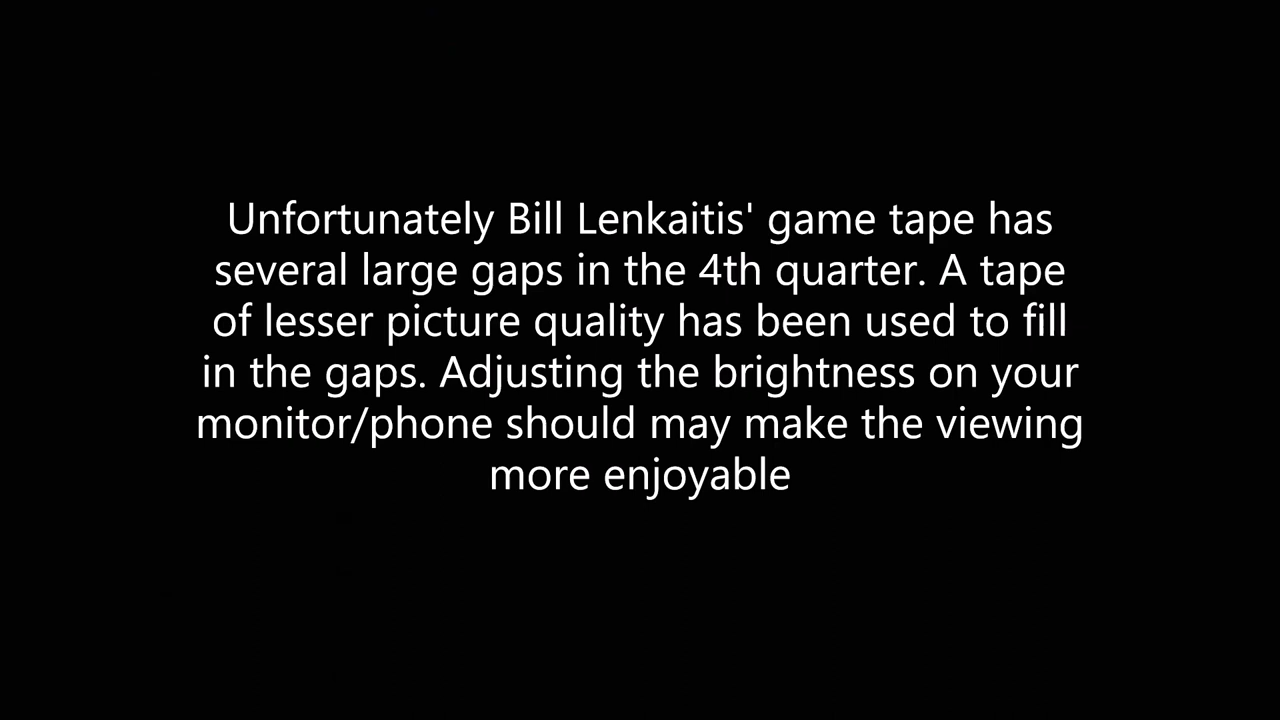 Unfortunately Bill Lenkaitis' game tape has
several large gaps in the 4th quarter. A tape
of lesser picture quality has been used to fill
in the gaps. Adjusting the brightness on your
monitor/phone should may make the viewing
more enjoyable